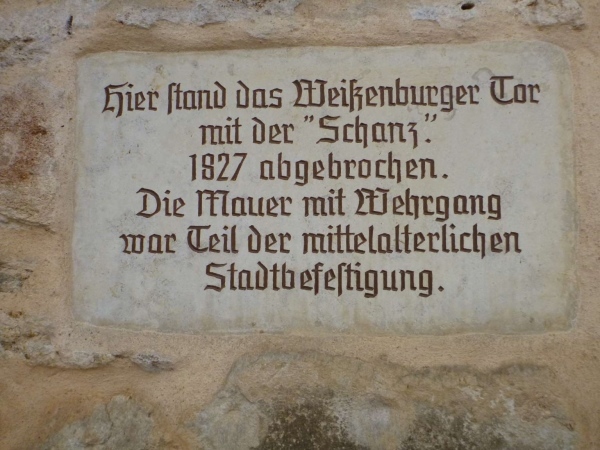 Hier ſtand das Weißenburger Tor
mit der "Schanz".
1827 abgebrochen.
Die Mauer mit Wehrgang
war Teil der mittelalterlichen
Stadtbefeſtigung.